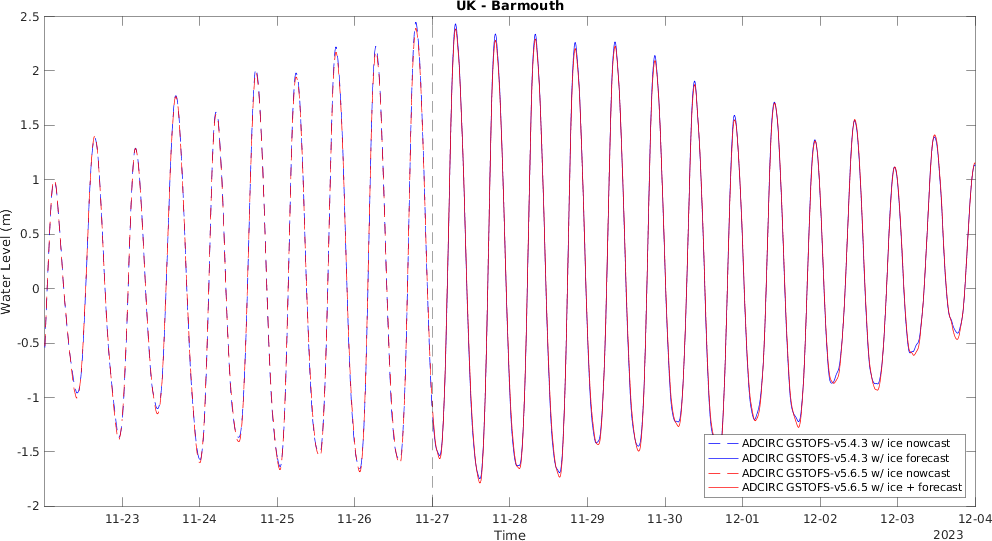 UK - Barmouth
2.5
2
1.5
1
0.5
0
-0.5
-1
-1.5
-2
Water Level (m)
ADCIRC GSTOFS-v5.4.3 w/ ice nowcast
ADCIRC GSTOFS-v5.4.3 w/ ice forecast
ADCIRC GSTOFS-v5.6.5 w/ ice nowcast
ADCIRC GSTOFS-v5.6.5 w/ ice + forecast
11-23 11-24 11-25 11-26 11-27 11-28 11-29 11-30 12-01 12-02 12-03 12-04
Time
2023